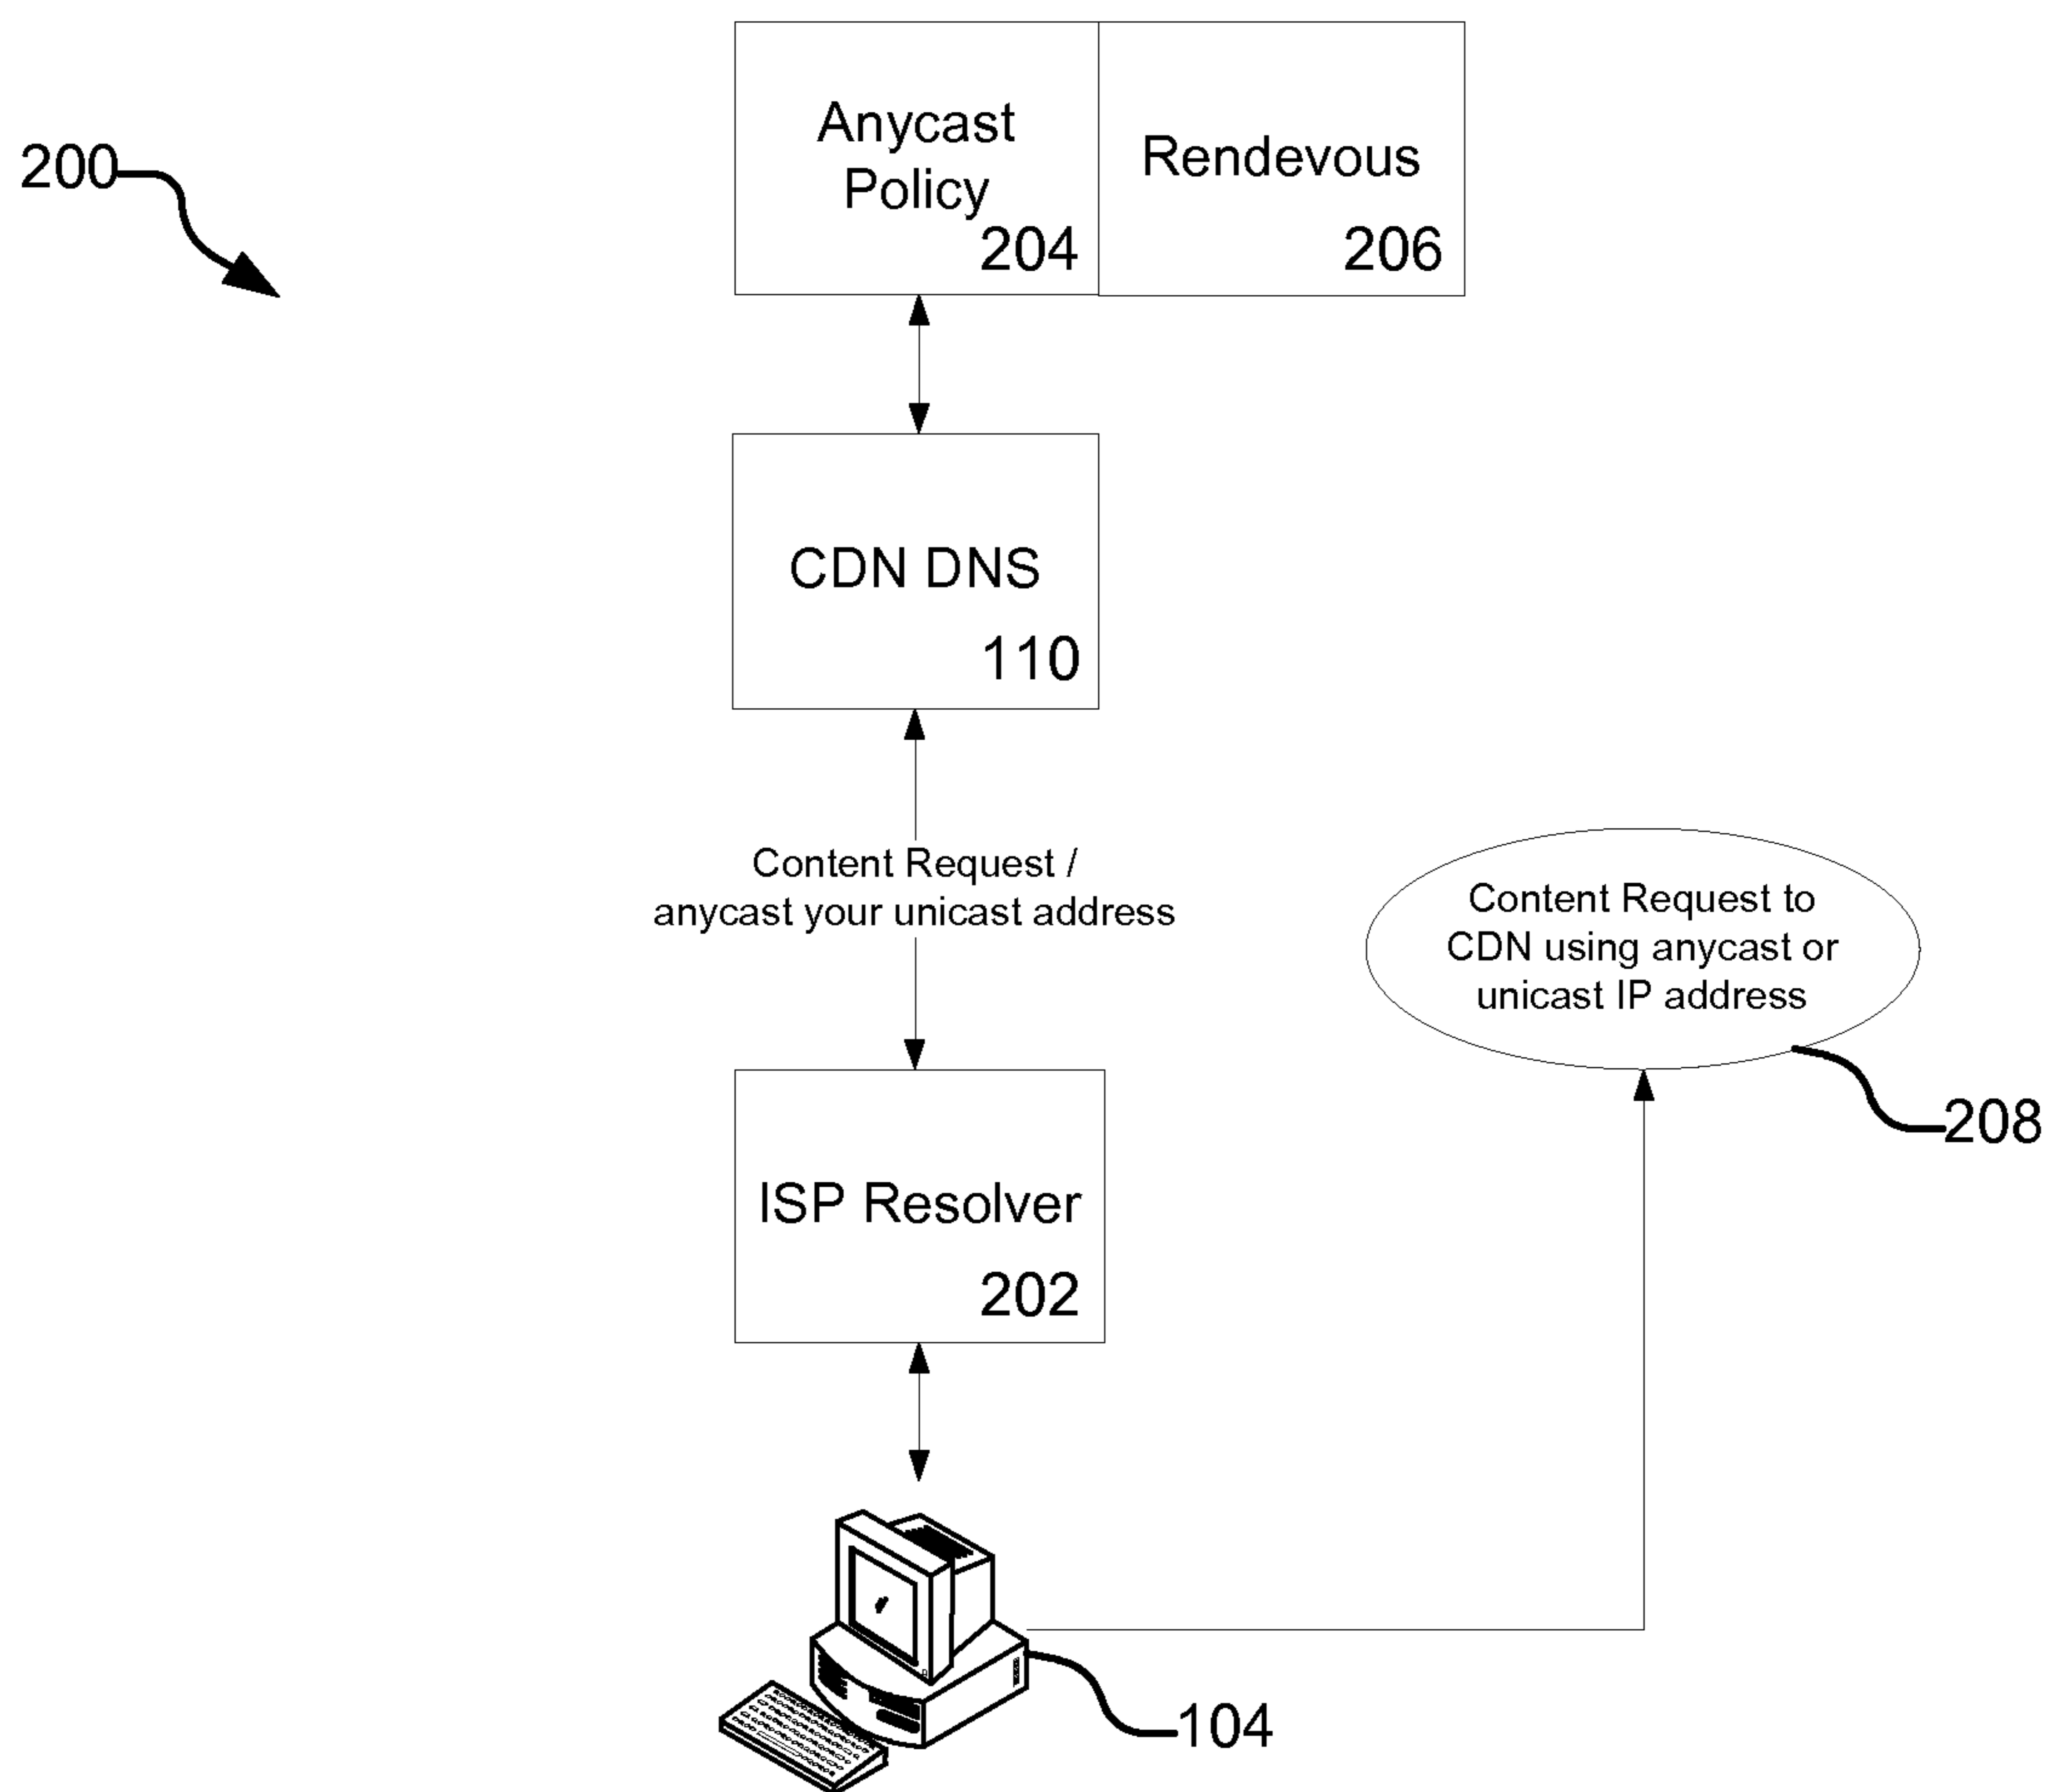 200
Anycast
Policy
204
Rendevous
206
CDN DNS
110
Content Request /
anycast your unicast address
Content Request to
CDN using anycast or
unicast IP address
208
ISP Resolver
202
104